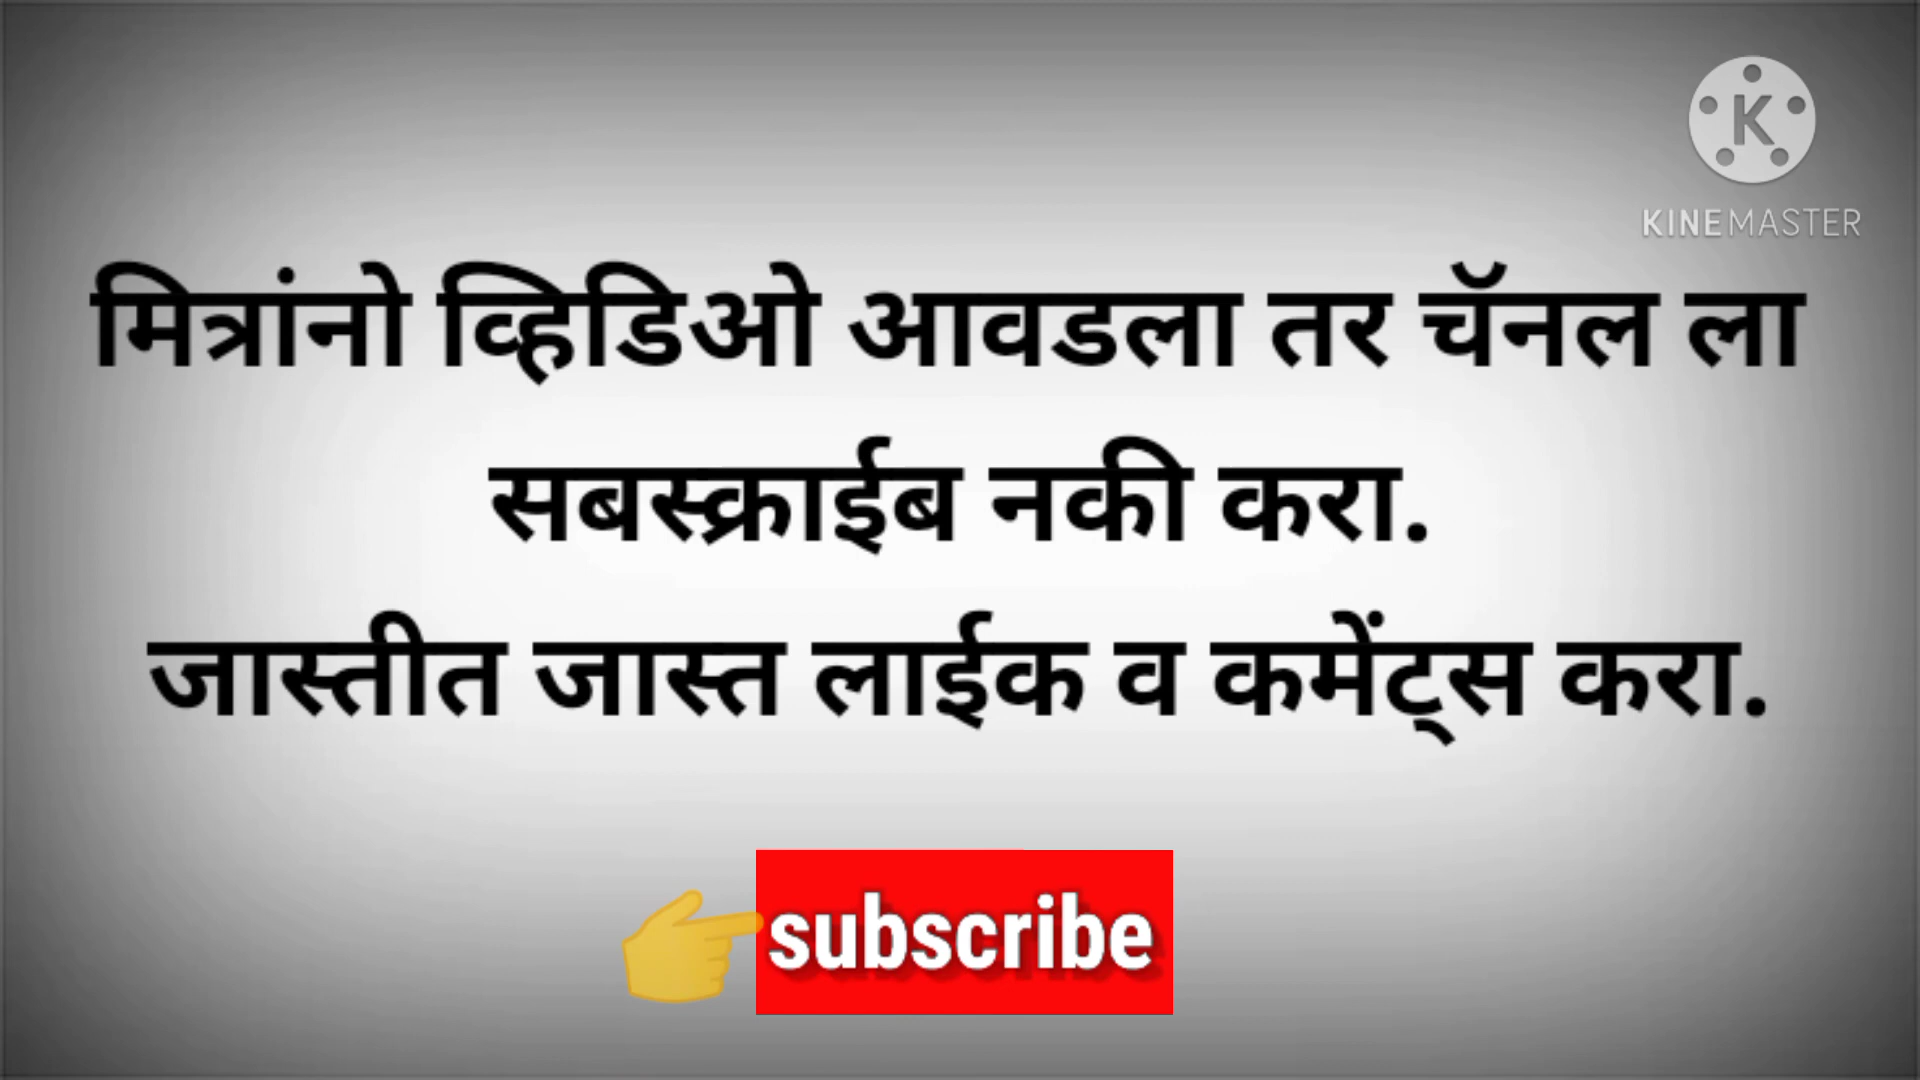 K
KINEMASTER
मित्रांनो व्हिडिओ आवडला तर चॅनल ला
सबस्क्राईब नकी करा.
जास्तीत जास्त लाईक व कमेंट्स करा.
subscribe